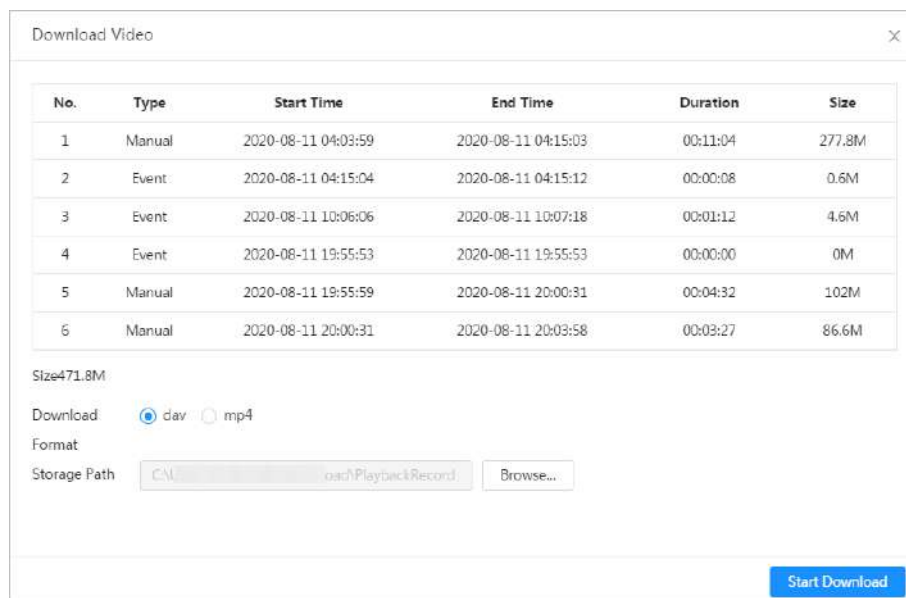 Download Video
No. Type Start Time End Time Duration Size
1 Manual 2020-08-11 04:03:59 2020-08-11 04:15:03 00:11:04 277.8M
2 Event 2020-08-11 04:15:04 2020-08-11 04:15:12 00:00:08 0.6M
3 Event 2020-08-11 10:06:06 2020-08-11 10:07:18 00:01:12 4.6M
4 Event 2020-08-11 19:55:53 2020-08-11 19:55:53 00:00:00 0M
5 Manual 2020-08-11 19:55:59 2020-08-11 20:00:31 00:04:32 102M
6 Manual 2020-08-11 20:00:31 2020-08-11 20:03:58 00:03:27 86.6M
Size471.8M
Download dav mp4
Format
Storage Path oad\PlaybackRecord Browse...
Start Download